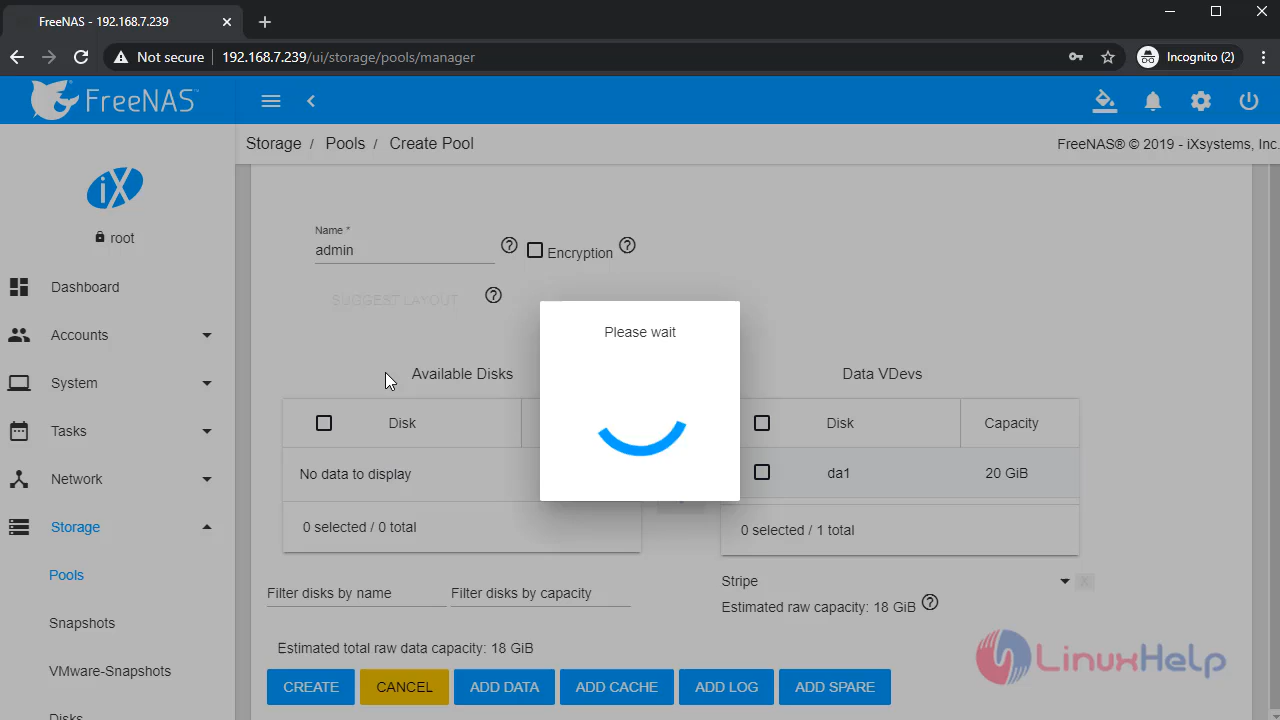 FreeNAS - 192.168.7.239
Not secure 192.168.7.239/ui/storage/pools/manager Incognito (2)
FreeNAS
Storage / Pools / Create Pool FreeNAS® © 2019 - iXsystems, Inc.
iX
root
Dashboard
Accounts
System
Tasks
Network
Storage
Pools
Snapshots
VMware-Snapshots
Disks
Name *
admin
Encryption
SUGGEST LAYOUT
Please wait
Available Disks
Disk
No data to display
0 selected / 0 total
Filter disks by name Filter disks by capacity
Data VDevs
Disk Capacity
da1 20 GiB
0 selected / 1 total
Stripe X
Estimated raw capacity: 18 GiB
Estimated total raw data capacity: 18 GiB
CREATE CANCEL ADD DATA ADD CACHE ADD LOG ADD SPARE
LinuxHelp